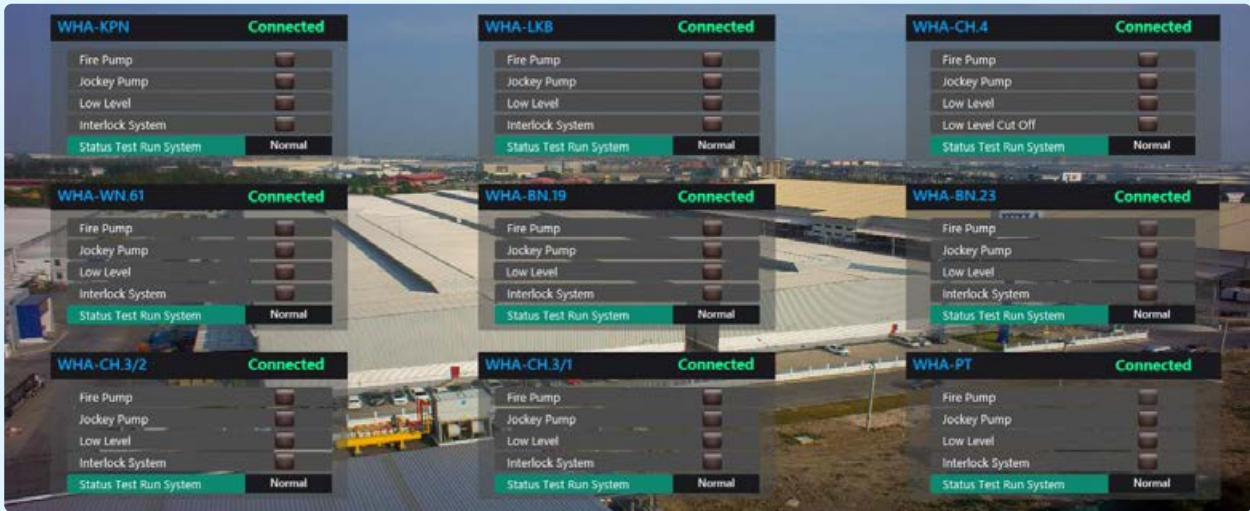 WHA-KPN Connected
Fire Pump
Jockey Pump
Low Level
Interlock System
Status Test Run System Normal
WHA-LKB Connected
Fire Pump
Jockey Pump
Low Level
Interlock System
Status Test Run System Normal
WHA-CH.4 Connected
Fire Pump
Jockey Pump
Low Level
Low Level Cut Off
Status Test Run System Normal
WHA-WN.61 Connected
Fire Pump
Jockey Pump
Low Level
Interlock System
Status Test Run System Normal
WHA-BN.19 Connected
Fire Pump
Jockey Pump
Low Level
Interlock System
Status Test Run System Normal
WHA-BN.23 Connected
Fire Pump
Jockey Pump
Low Level
Interlock System
Status Test Run System Normal
WHA-CH.3/2 Connected
Fire Pump
Jockey Pump
Low Level
Interlock System
Status Test Run System Normal
WHA-CH.3/1 Connected
Fire Pump
Jockey Pump
Low Level
Interlock System
Status Test Run System Normal
WHA-PT Connected
Fire Pump
Jockey Pump
Low Level
Interlock System
Status Test Run System Normal